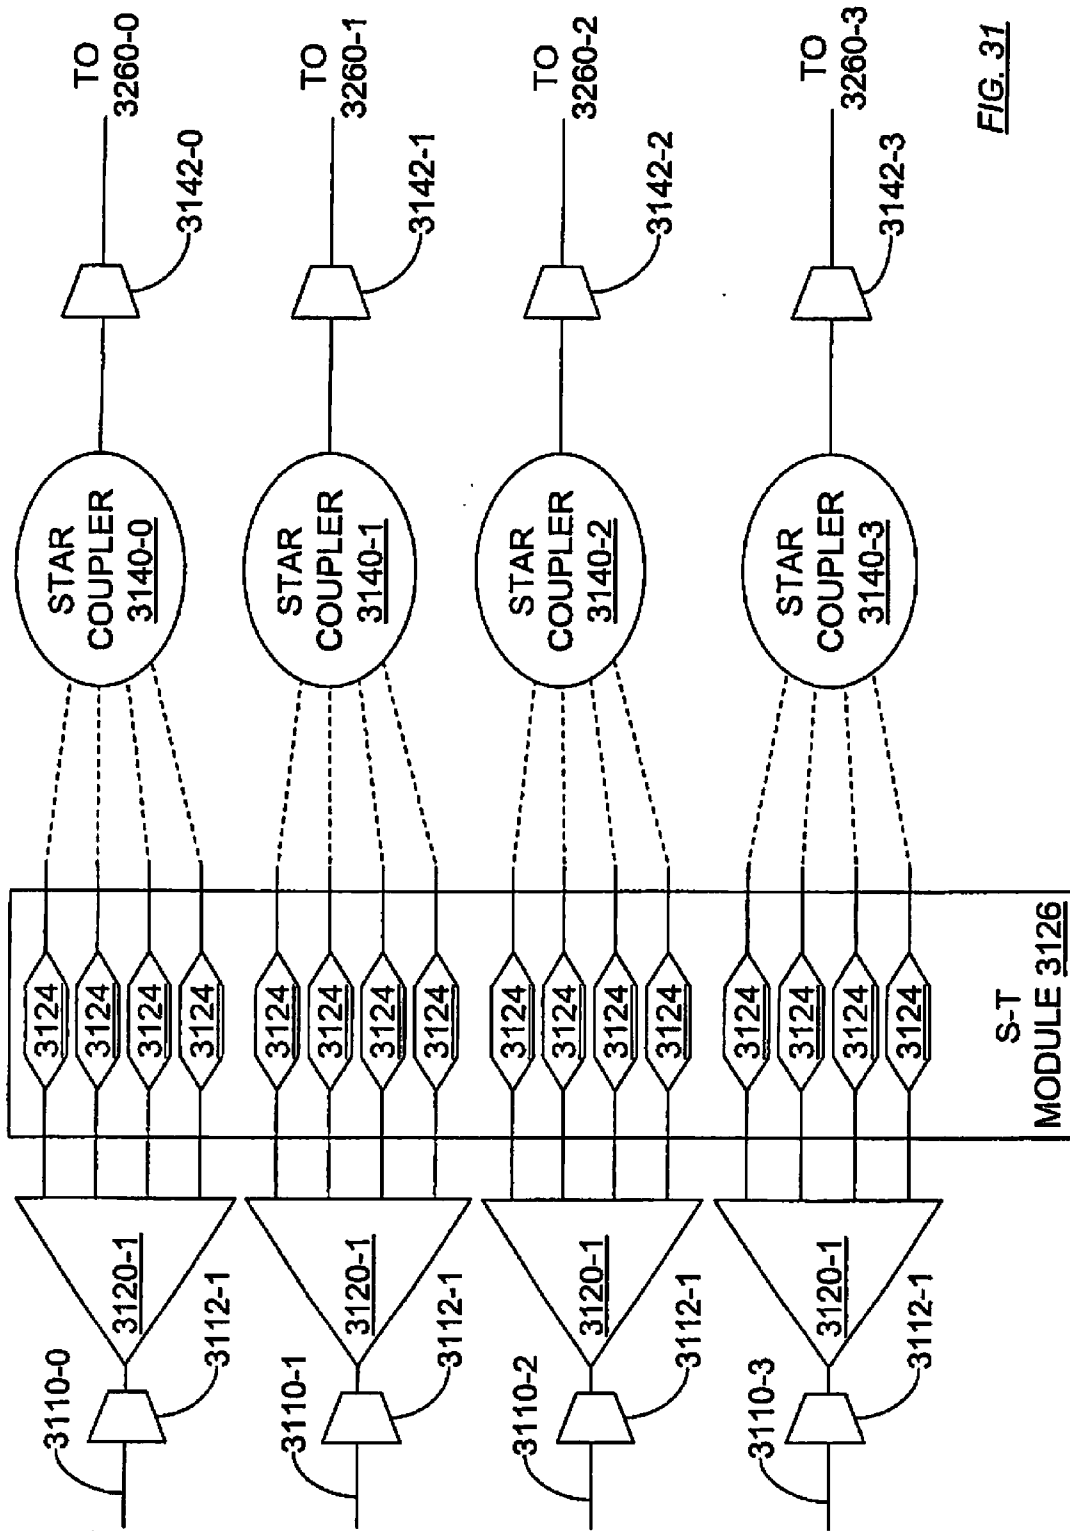 3110-0
3112-1
3120-1
3124
3124
3124
3124
STAR
COUPLER
3140-0
3142-0
TO
3260-0
3110-1
3112-1
3120-1
3124
3124
3124
3124
STAR
COUPLER
3140-1
3142-1
TO
3260-1
3110-2
3112-1
3120-1
3124
3124
3124
3124
STAR
COUPLER
3140-2
3142-2
TO
3260-2
3110-3
3112-1
3120-1
3124
3124
3124
3124
STAR
COUPLER
3140-3
3142-3
TO
3260-3
S-T
MODULE 3126
FIG. 31